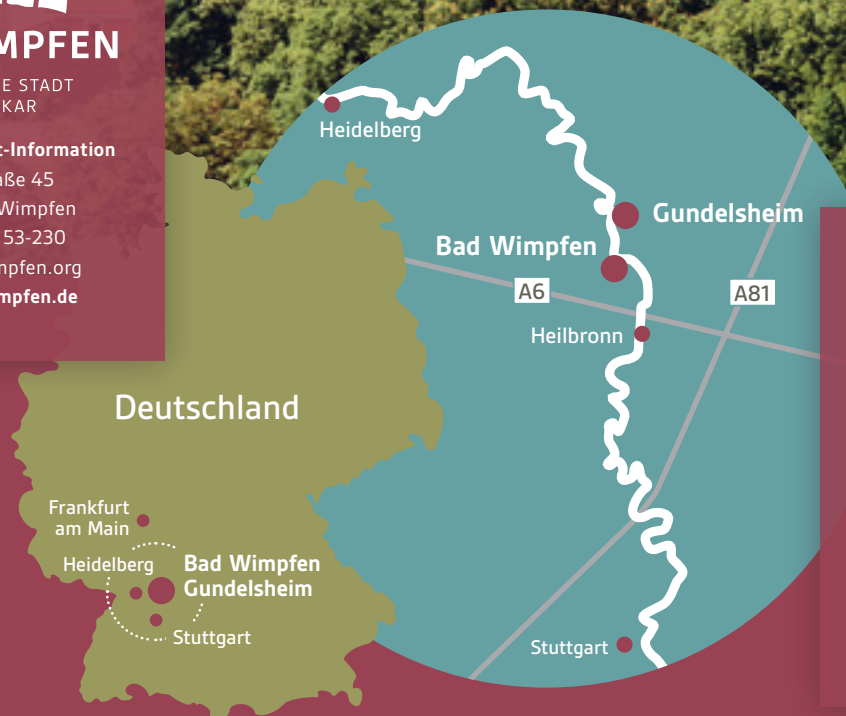 MPFEN
E STADT
KAR
t-Information
aße 45
Wimpfen
53-230
mpfen.org
mpfen.de
Heidelberg
Gundelsheim
Bad Wimpfen
A6
A81
Heilbronn
Deutschland
Frankfurt
am Main
Heidelberg
Bad Wimpfen
Gundelsheim
Stuttgart
Stuttgart